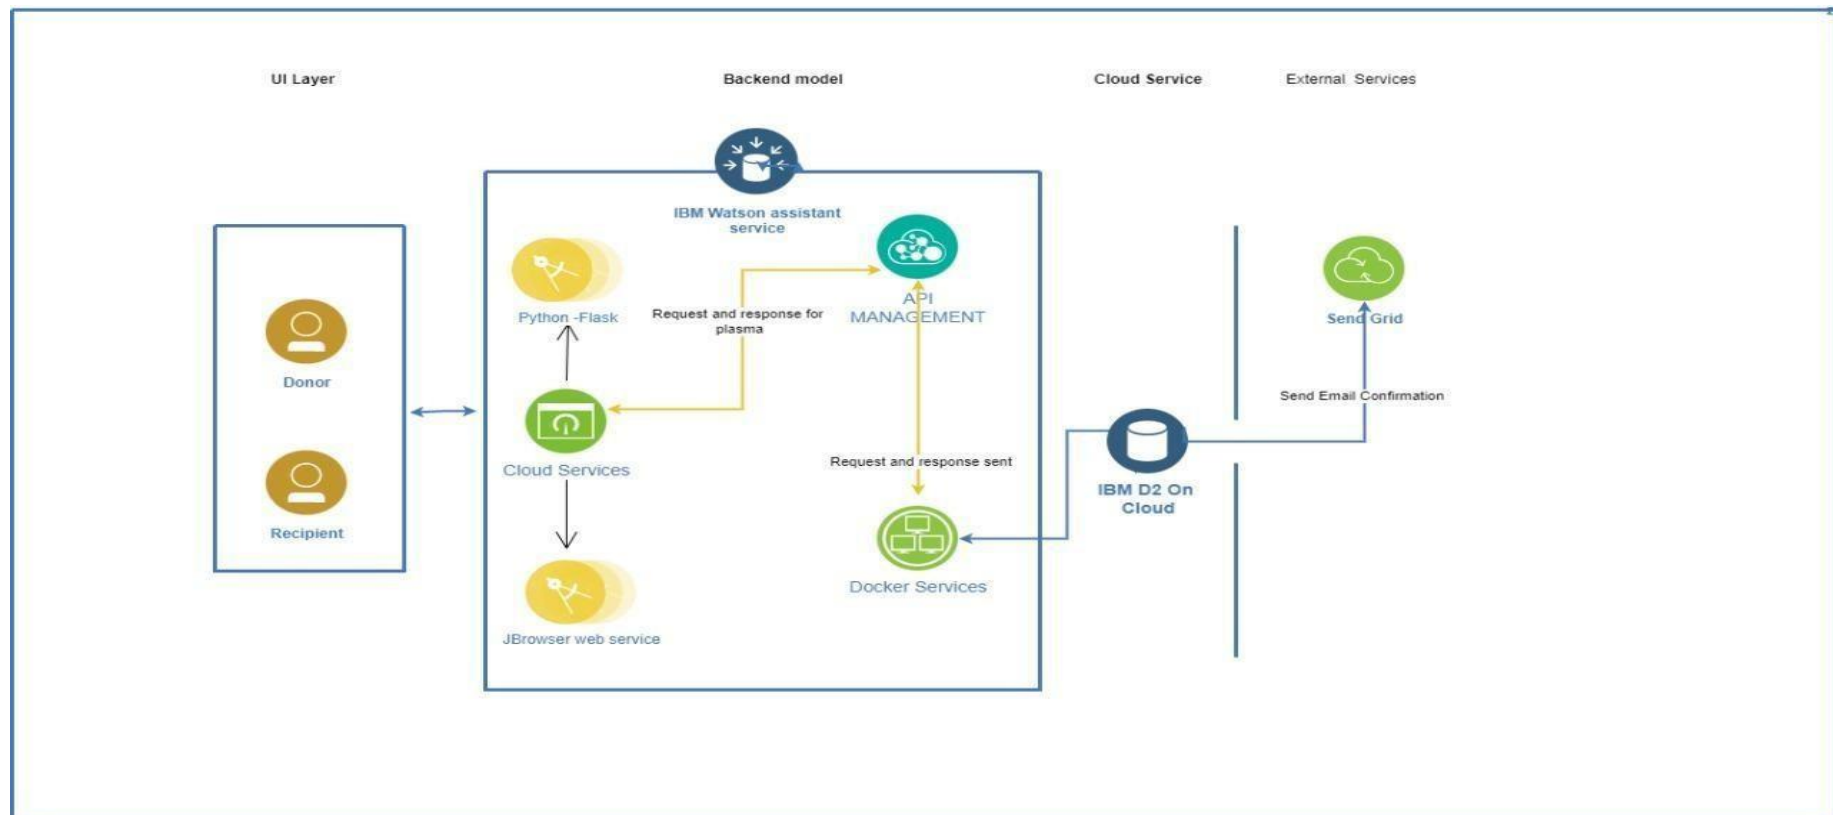 UI Layer
Backend model
Cloud Service
External Services
IBM Watson assistant
service
Python -Flask
Request and response for
plasma
API
MANAGEMENT
Send Grid
Donor
Send Email Confirmation
Cloud Services
Request and response sent
IBM D2 On
Cloud
Recipient
Docker Services
JBrowser web service